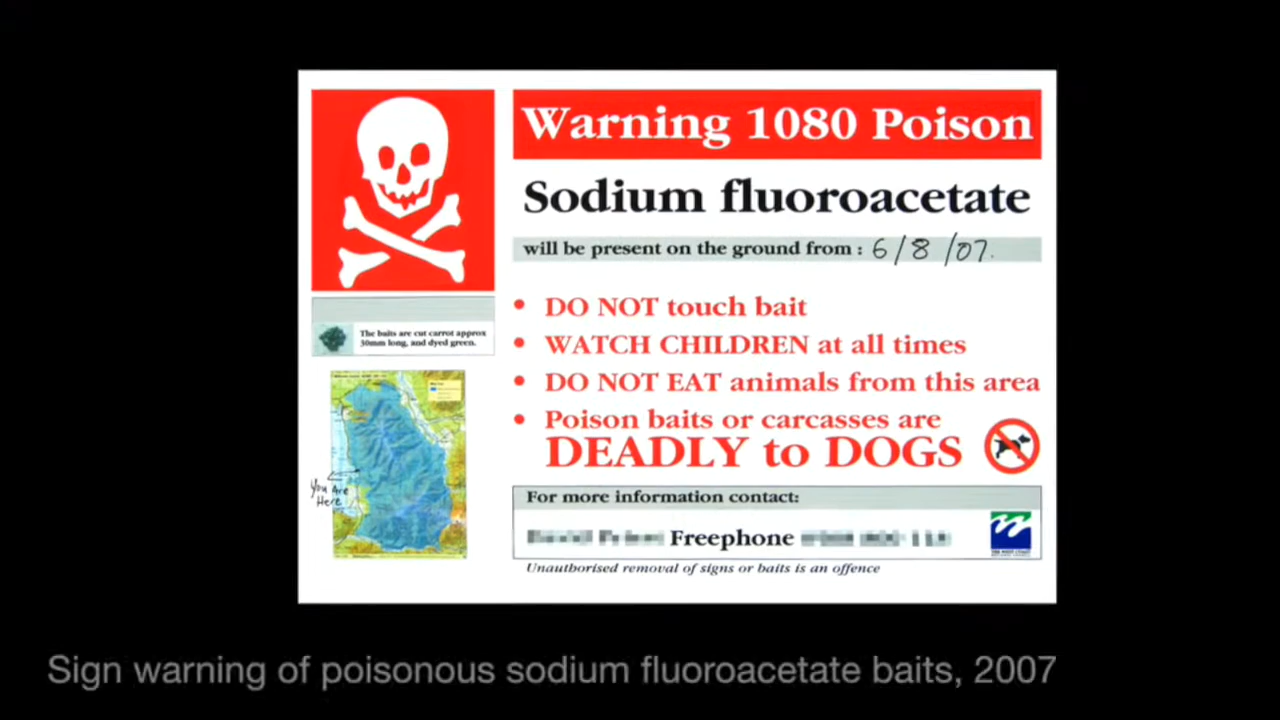 Warning 1080 Poison
Sodium fluoroacetate
will be present on the ground from : 6/8/07.
The baits are cut carrot approx
30mm long, and dyed green.
• DO NOT touch bait
• WATCH CHILDREN at all times
• DO NOT EAT animals from this area
• Poison baits or carcasses are
DEADLY to DOGS
You Are
Here
For more information contact:
Freephone
Unauthorised removal of signs or baits is an offence
Sign warning of poisonous sodium fluoroacetate baits, 2007